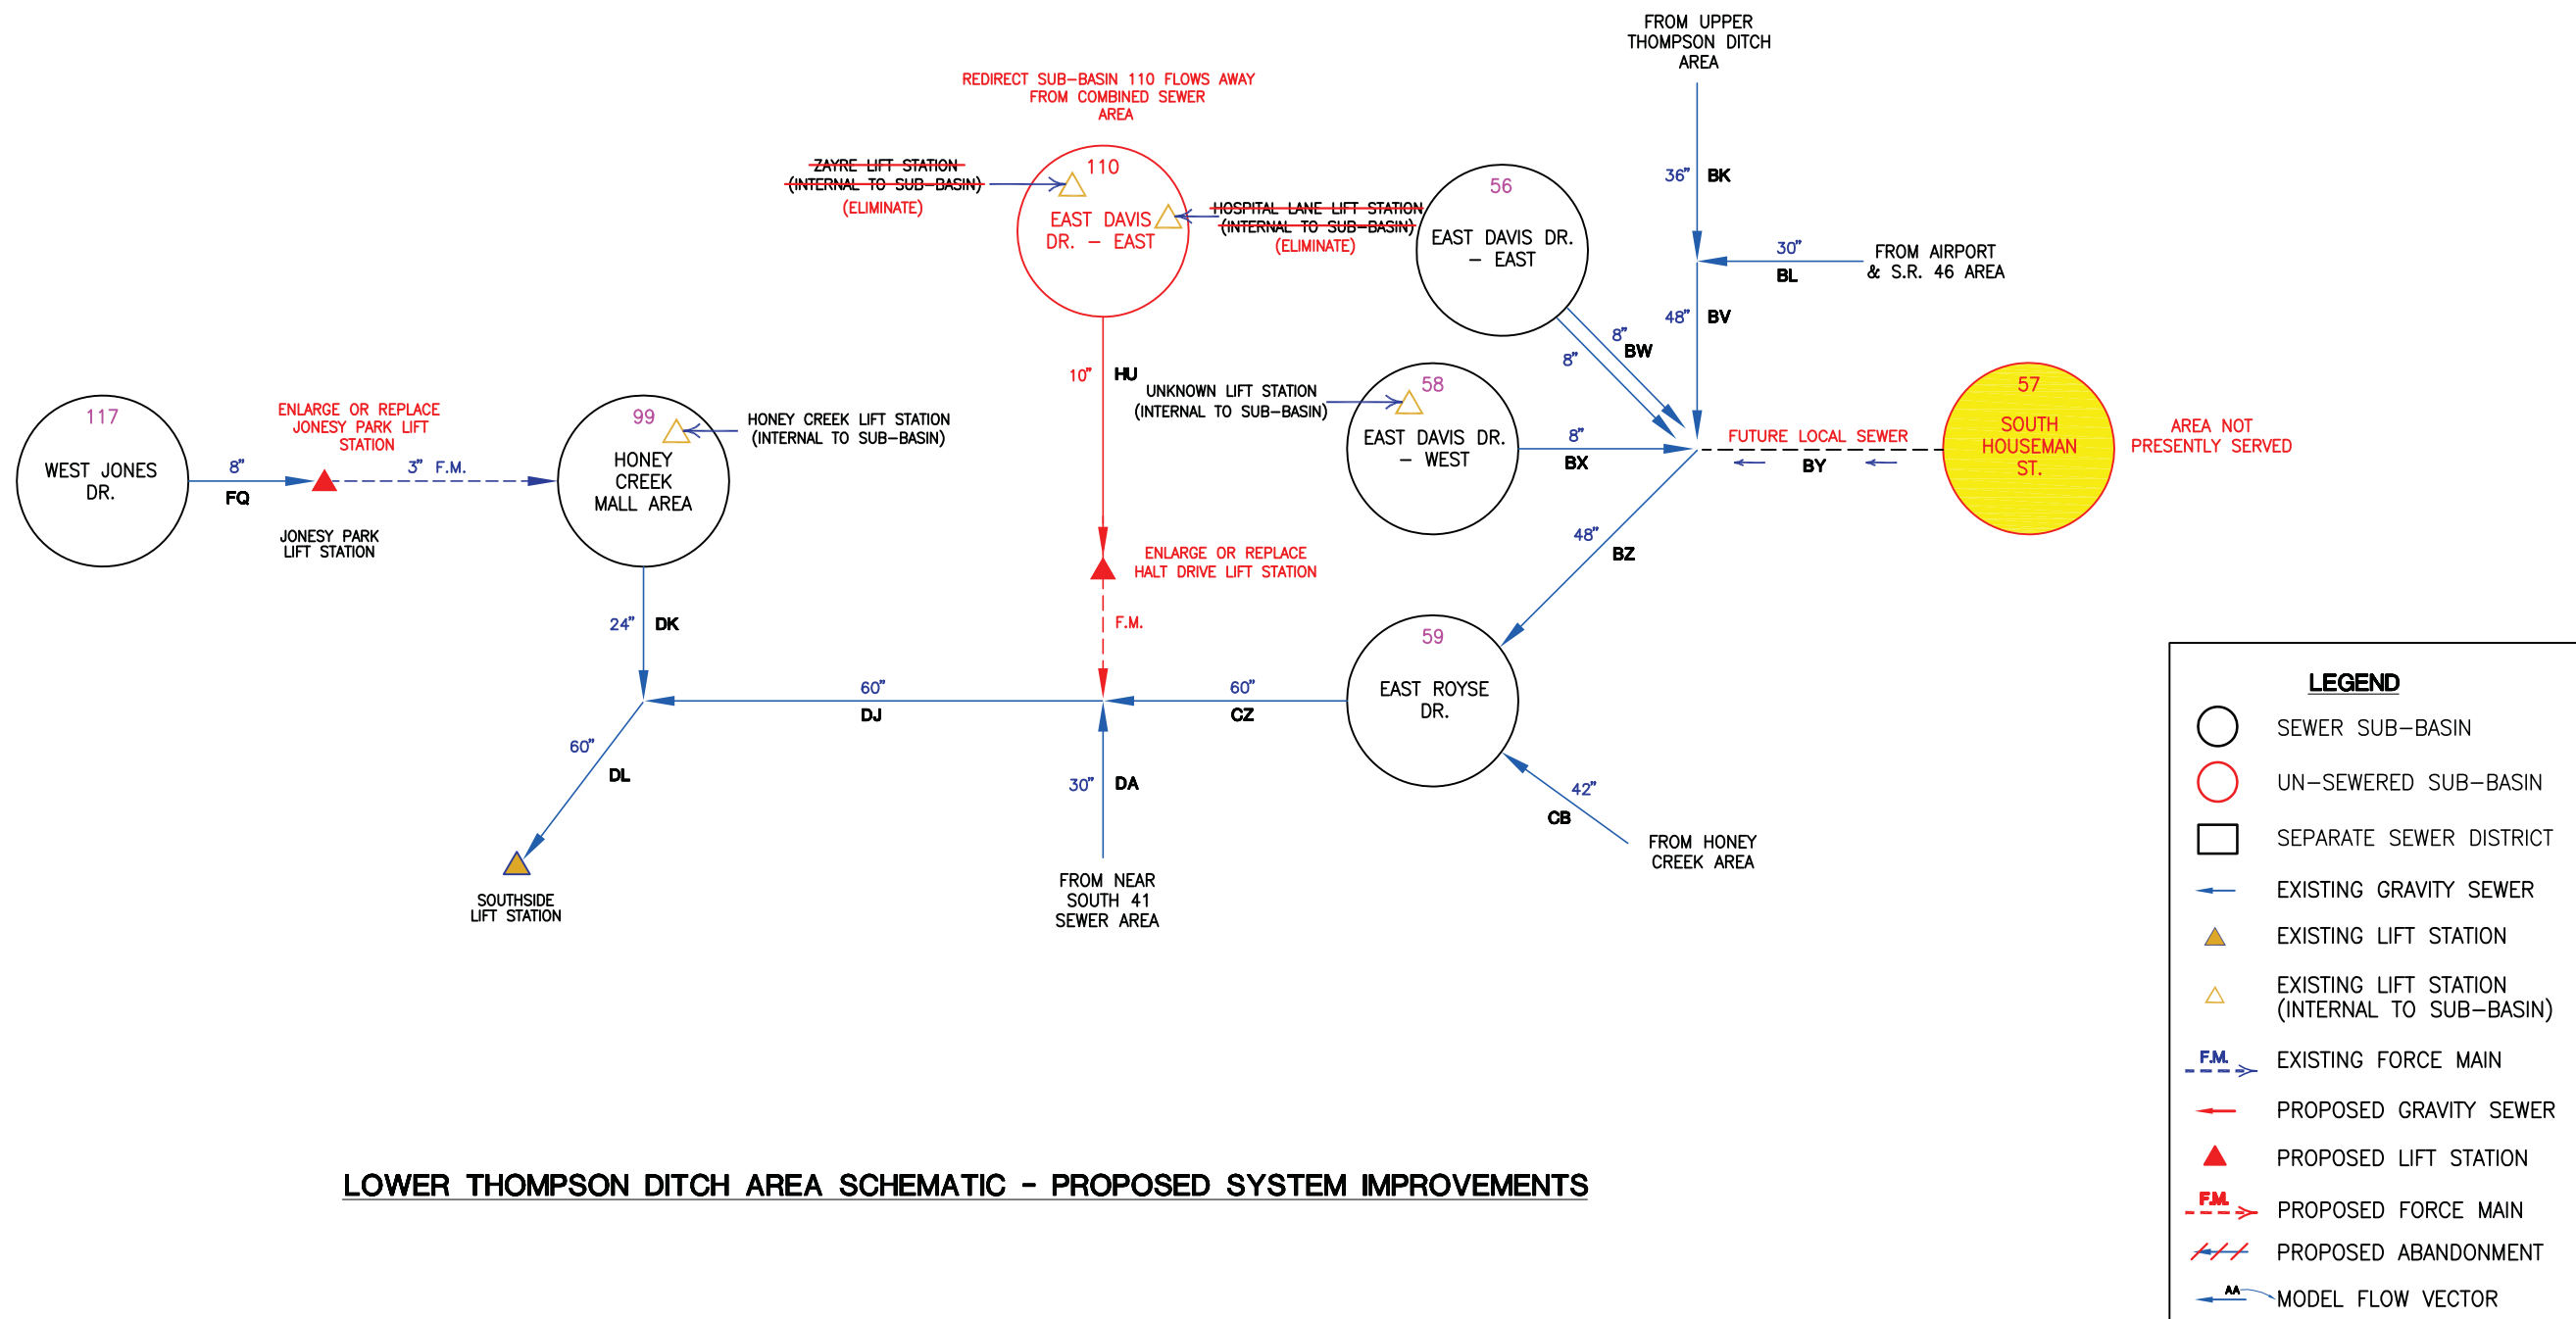 FROM UPPER
THOMPSON DITCH
AREA
REDIRECT SUB-BASIN 110 FLOWS AWAY
FROM COMBINED SEWER
AREA
ZAYRE LIFT STATION
(INTERNAL TO SUB-BASIN)
(ELIMINATE)
110
EAST DAVIS
DR. - EAST
HOSPITAL LANE LIFT STATION
(INTERNAL TO SUB-BASIN)
(ELIMINATE)
56
EAST DAVIS DR.
- EAST
36" BK
30"
BL
FROM AIRPORT
& S.R. 46 AREA
48" BV
8"
BW
8"
10" HU
UNKNOWN LIFT STATION
(INTERNAL TO SUB-BASIN)
58
EAST DAVIS DR.
- WEST
8"
BX
FUTURE LOCAL SEWER
BY
57
SOUTH
HOUSEMAN
ST.
AREA NOT
PRESENTLY SERVED
117
WEST JONES
DR.
8"
FQ
ENLARGE OR REPLACE
JONESY PARK LIFT
STATION
3" F.M.
JONESY PARK
LIFT STATION
99
HONEY
CREEK
MALL AREA
HONEY CREEK LIFT STATION
(INTERNAL TO SUB-BASIN)
48"
BZ
ENLARGE OR REPLACE
HALT DRIVE LIFT STATION
F.M.
24" DK
59
EAST ROYSE
DR.
60"
DJ
60"
CZ
60"
DL
30" DA
42"
CB
FROM HONEY
CREEK AREA
SOUTHSIDE
LIFT STATION
FROM NEAR
SOUTH 41
SEWER AREA
LEGEND
SEWER SUB-BASIN
UN-SEWERED SUB-BASIN
SEPARATE SEWER DISTRICT
EXISTING GRAVITY SEWER
EXISTING LIFT STATION
EXISTING LIFT STATION
(INTERNAL TO SUB-BASIN)
F.M. EXISTING FORCE MAIN
PROPOSED GRAVITY SEWER
PROPOSED LIFT STATION
F.M. PROPOSED FORCE MAIN
PROPOSED ABANDONMENT
AA MODEL FLOW VECTOR
LOWER THOMPSON DITCH AREA SCHEMATIC - PROPOSED SYSTEM IMPROVEMENTS